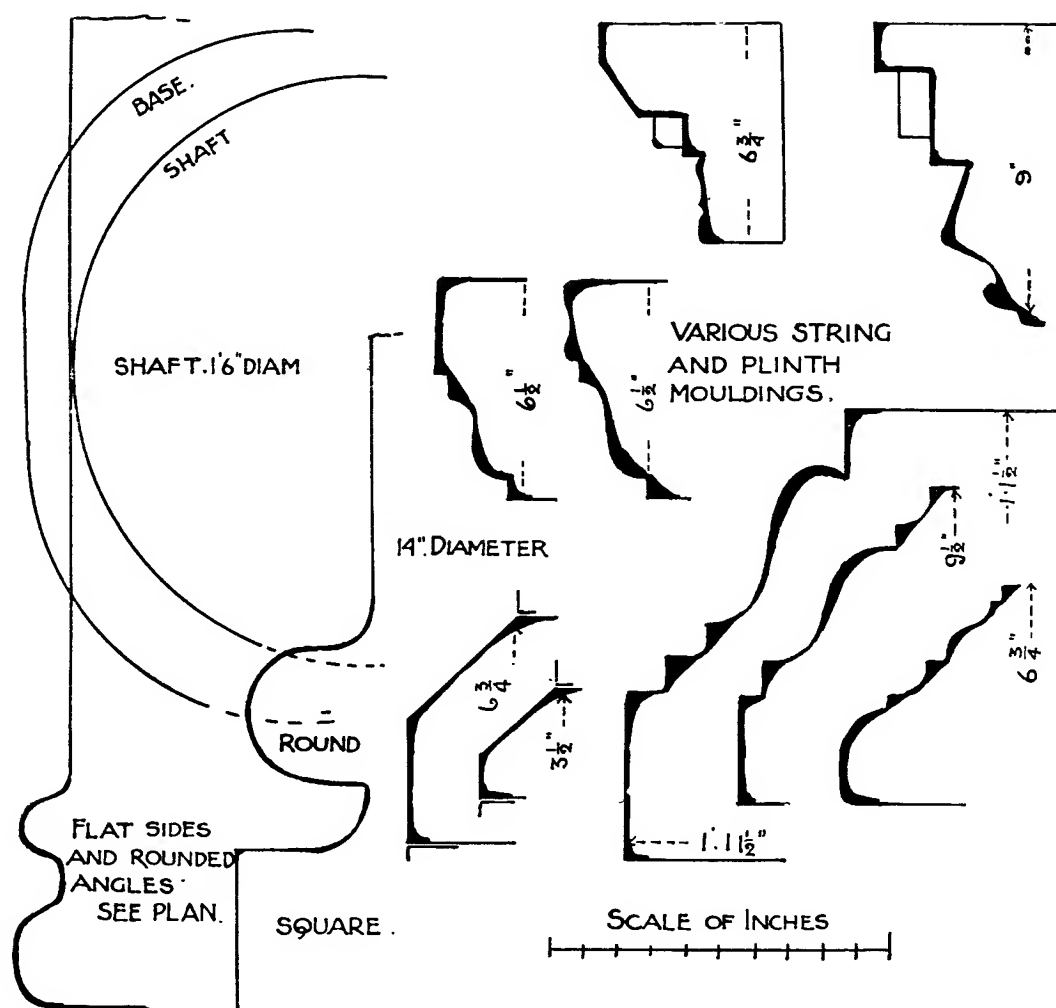 BASE.
SHAFT
6¾"
9"
SHAFT. 1'6" DIAM
6½"
6½"
VARIOUS STRING
AND PLINTH
MOULDINGS.
1'.1½"
9½"
14". DIAMETER
6¾
3½"
6¾"
ROUND
FLAT SIDES
AND ROUNDED
ANGLES.
SEE PLAN.
1'.11½"
SQUARE.
SCALE OF INCHES